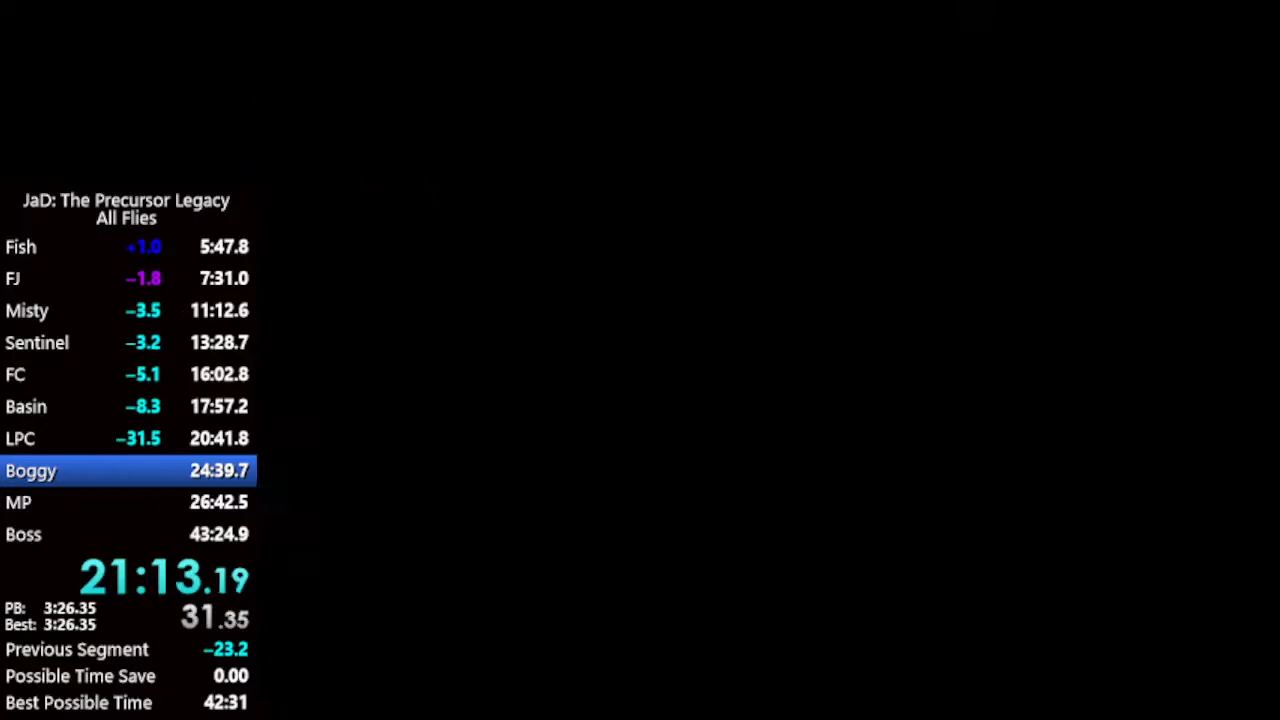 JaD: The Precursor Legacy
All Flies
Fish +1.0 5:47.8
FJ −1.8 7:31.0
Misty −3.5 11:12.6
Sentinel −3.2 13:28.7
FC −5.1 16:02.8
Basin −8.3 17:57.2
LPC −31.5 20:41.8
Boggy 24:39.7
MP 26:42.5
Boss 43:24.9
21:13.19
PB: 3:26.35
Best: 3:26.35
31.35
Previous Segment −23.2
Possible Time Save 0.00
Best Possible Time 42:31